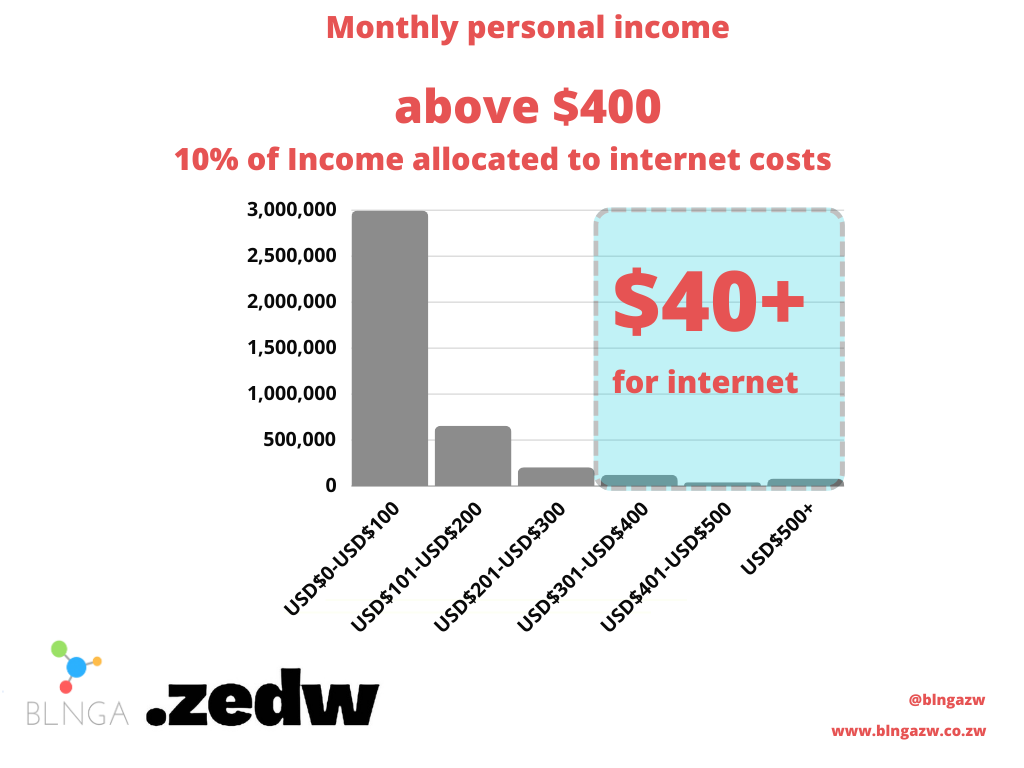 Monthly personal income
above $400
10% of Income allocated to internet costs
3,000,000
2,500,000
2,000,000
1,500,000
1,000,000
500,000
0
$40+
for internet
USD$0-USD$100
USD$101-USD$200
USD$201-USD$300
USD$301-USD$400
USD$401-USD$500
USD$500+
BLNGA
.zedw
@blngazw
www.blngazw.co.zw